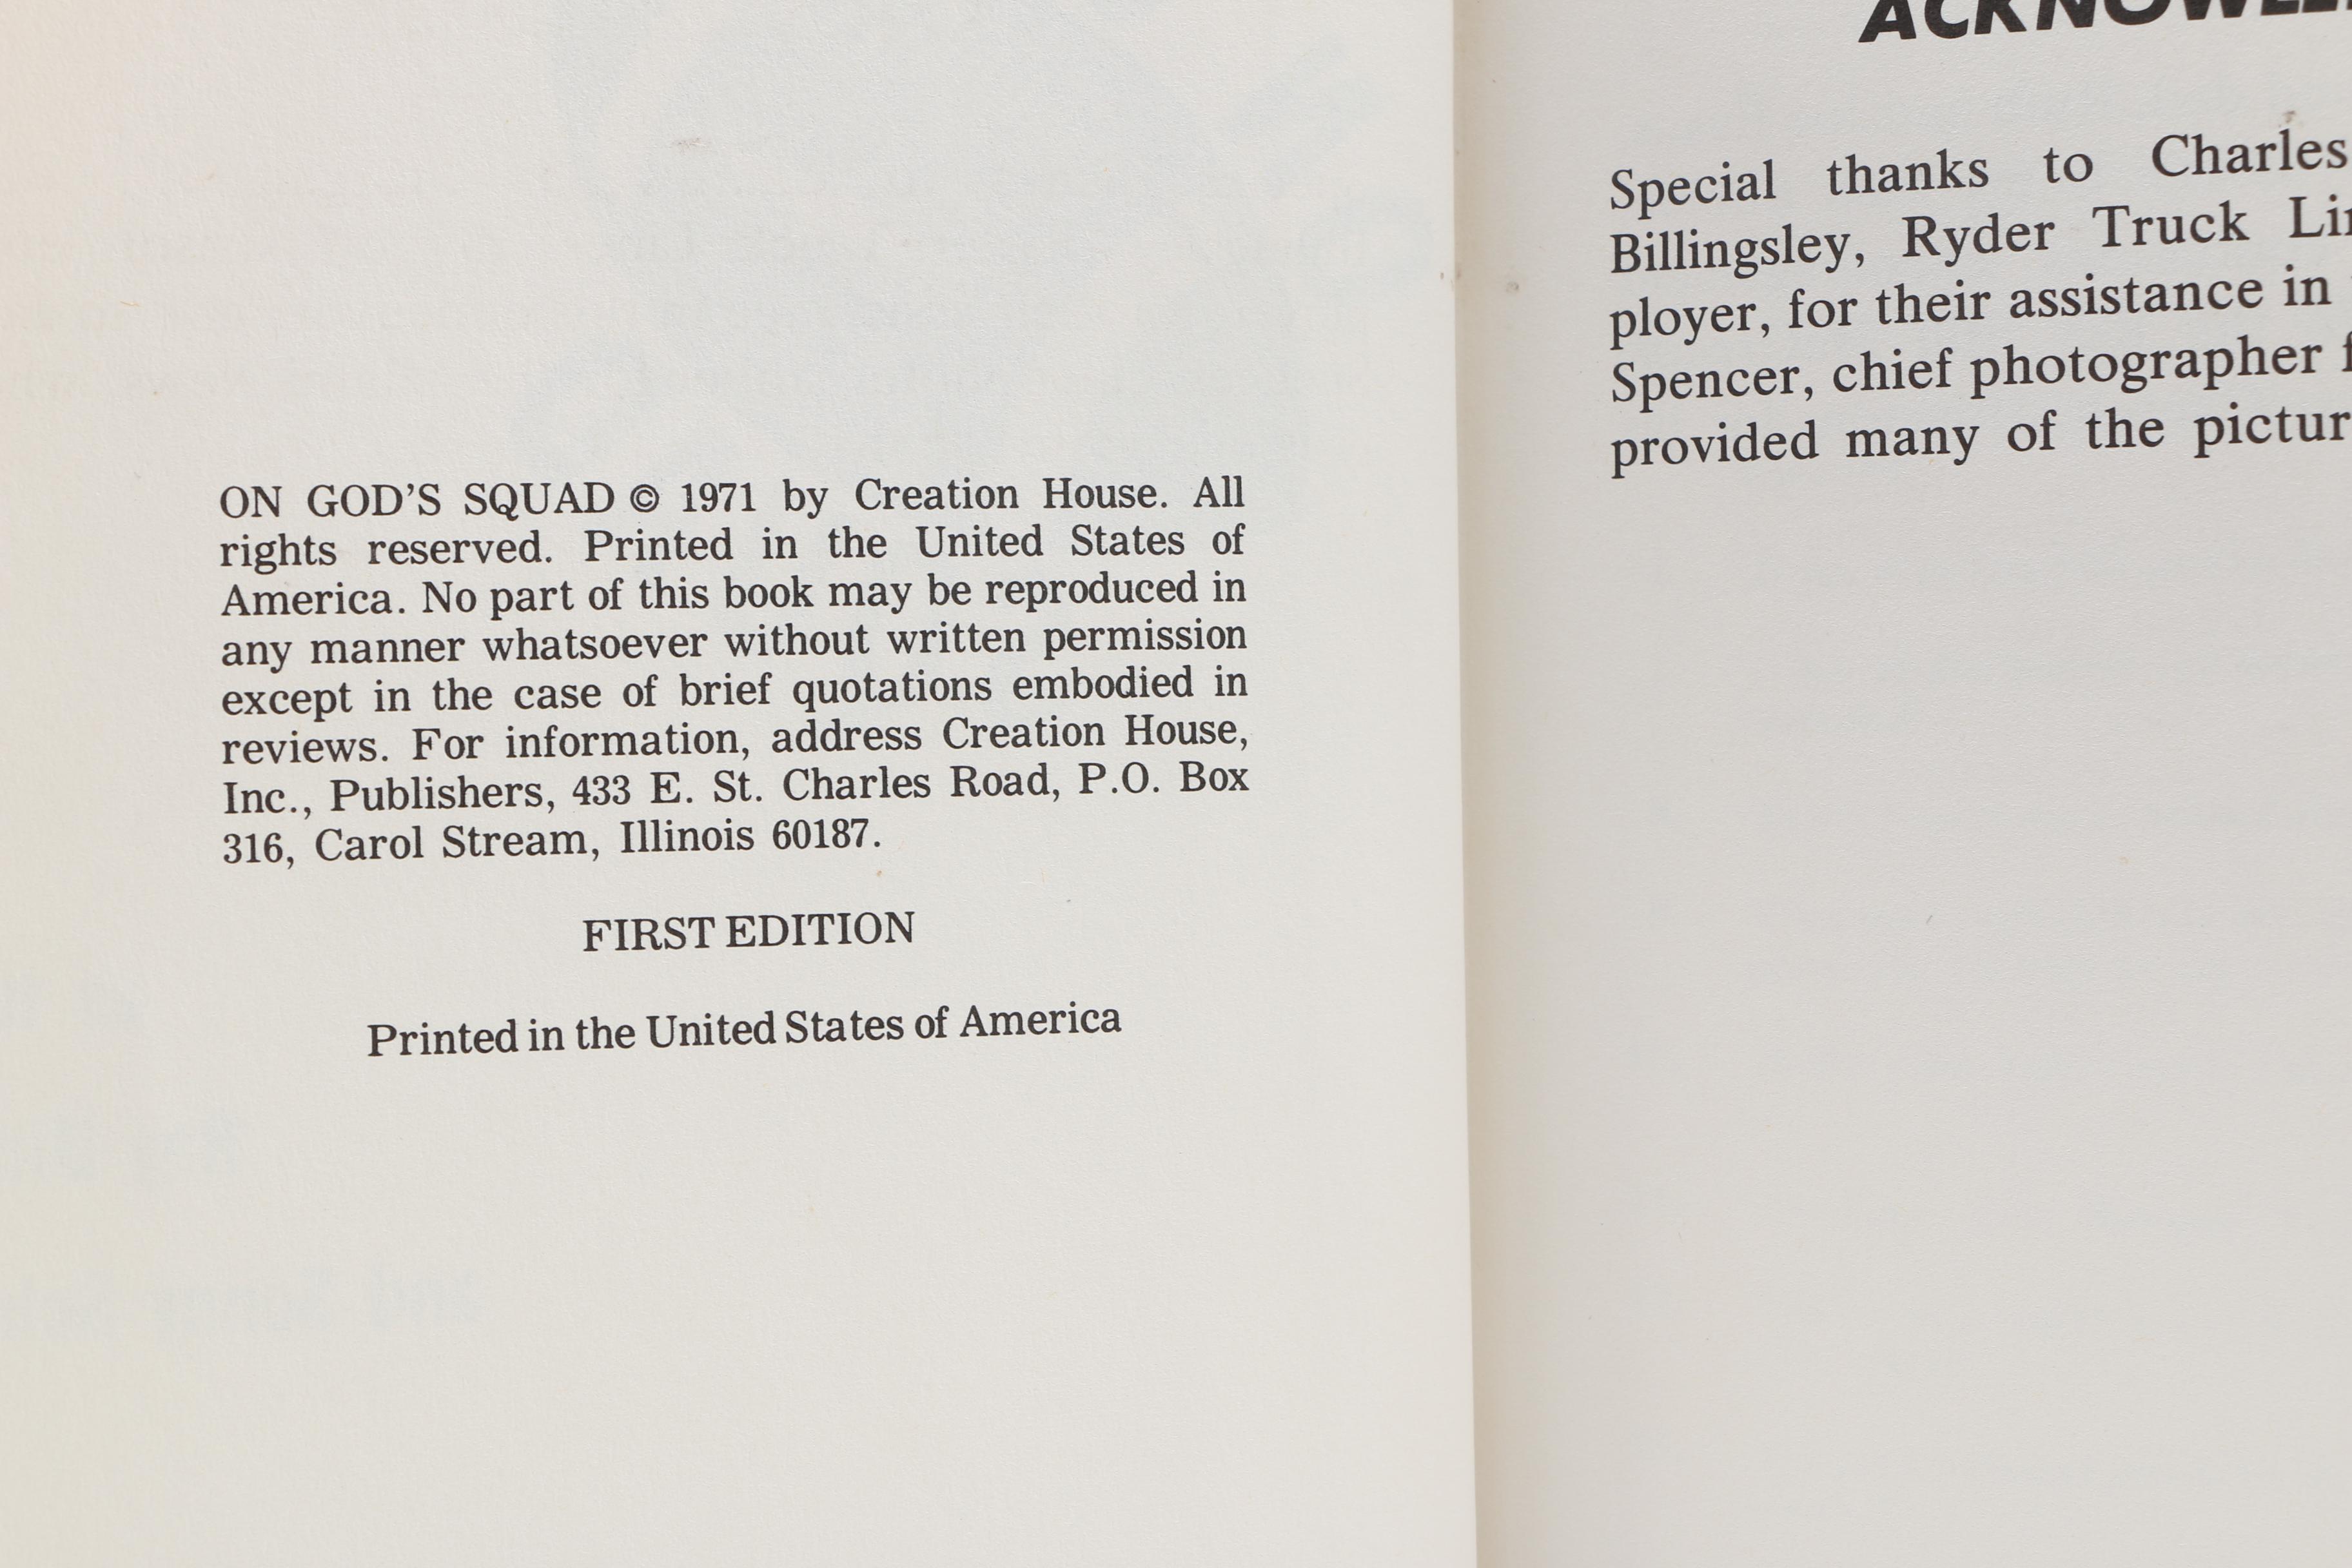 ON GOD'S SQUAD © 1971 by Creation House. All
rights reserved. Printed in the United States of
America. No part of this book may be reproduced in
any manner whatsoever without written permission
except in the case of brief quotations embodied in
reviews. For information, address Creation House,
Inc., Publishers, 433 E. St. Charles Road, P.O. Box
316, Carol Stream, Illinois 60187.
FIRST EDITION
Printed in the United States of America
Special thanks to Charles
Billingsley, Ryder Truck
ployer, for their assistance in
Spencer, chief photographer
provided many of the